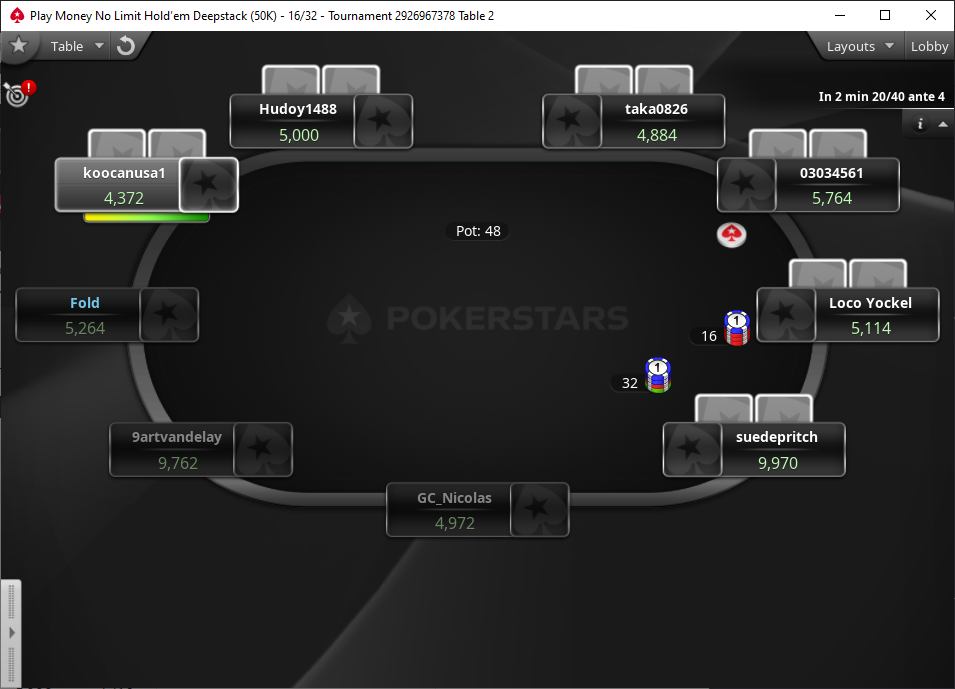 Play Money No Limit Hold'em Deepstack (50K) - 16/32 - Tournament 2926967378 Table 2
Table
Layouts
Lobby
In 2 min 20/40 ante 4
Hudoy1488
5,000
taka0826
4,884
koocanusa1
4,372
03034561
5,764
Pot: 48
Fold
5,264
POKERSTARS
Loco Yockel
5,114
1
16
1
32
9artvandelay
9,762
suedepritch
9,970
GC_Nicolas
4,972